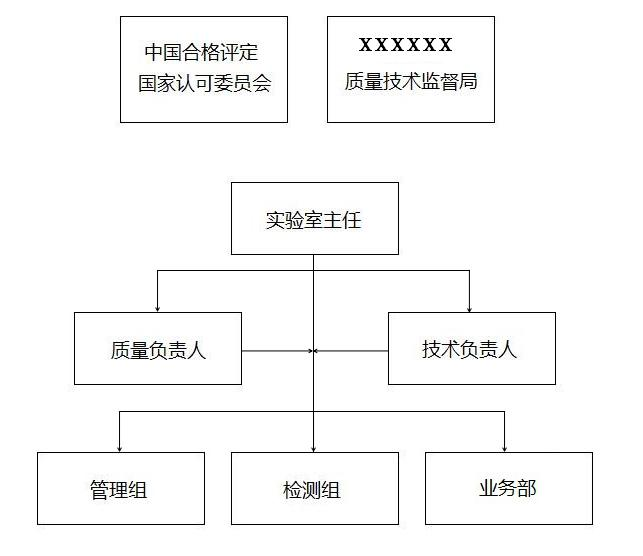 中国合格评定
国家认可委员会
XXXXXX
质量技术监督局
实验室主任
质量负责人
技术负责人
管理组
检测组
业务部